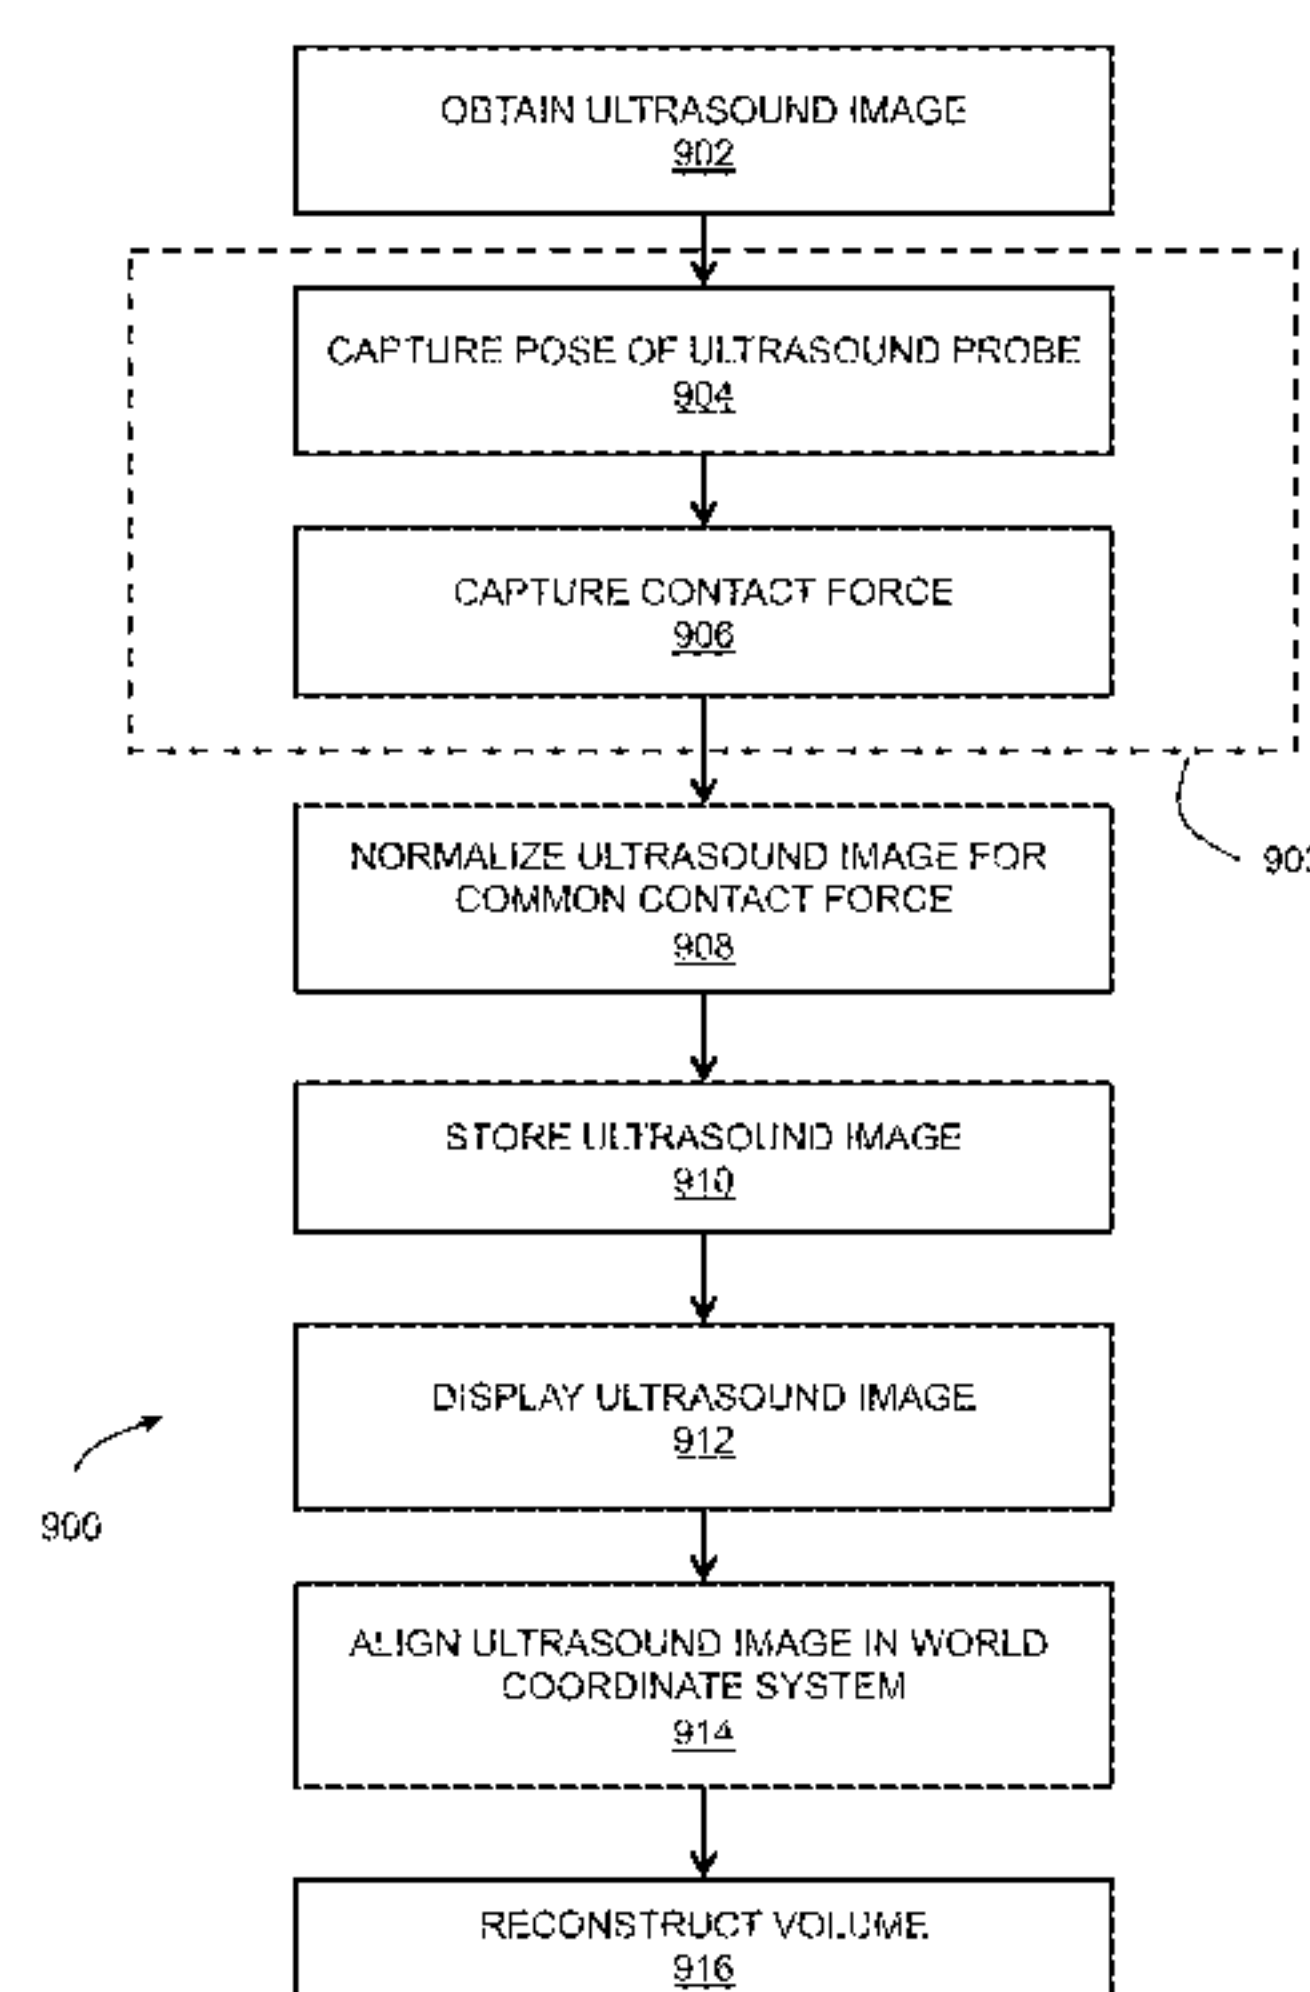 OBTAIN ULTRASOUND IMAGE
902
CAPTURE POSE OF ULTRASOUND PROBE
904
CAPTURE CONTACT FORCE
906
NORMALIZE ULTRASOUND IMAGE FOR
COMMON CONTACT FORCE
908
STORE ULTRASOUND IMAGE
910
DISPLAY ULTRASOUND IMAGE
912
900
ALIGN ULTRASOUND IMAGE IN WORLD
COORDINATE SYSTEM
914
RECONSTRUCT VOLUME
916